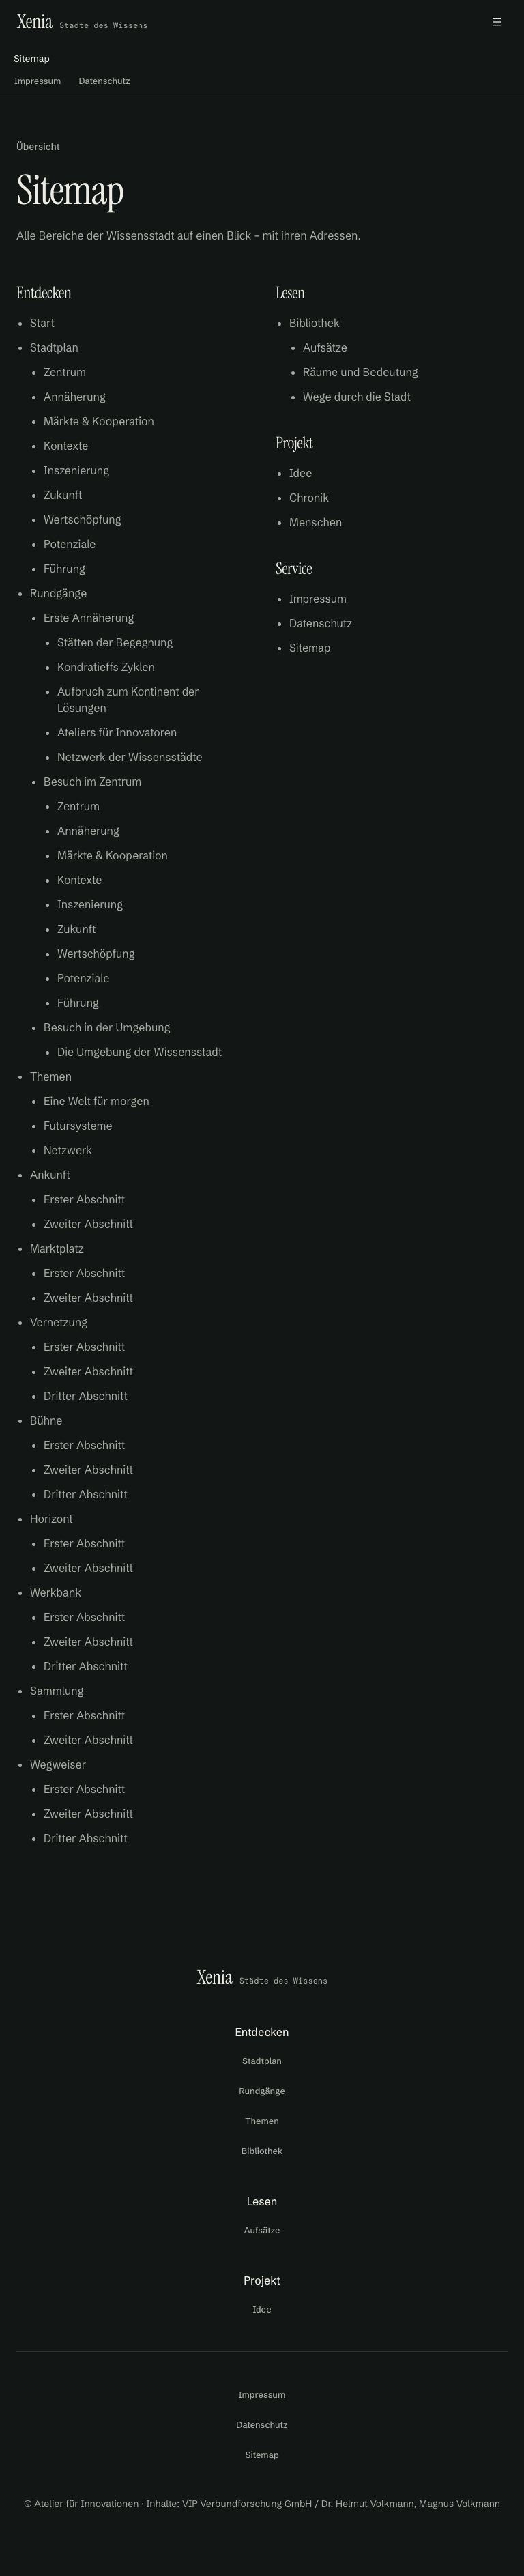 Xenia Städte des Wissens
Sitemap
Impressum Datenschutz
Übersicht
Sitemap
Alle Bereiche der Wissensstadt auf einen Blick – mit ihren Adressen.
Entdecken
Start
Stadtplan
Zentrum
Annäherung
Märkte & Kooperation
Kontexte
Inszenierung
Zukunft
Wertschöpfung
Potenziale
Führung
Rundgänge
Erste Annäherung
Stätten der Begegnung
Kondratieffs Zyklen
Aufbruch zum Kontinent der
Lösungen
Ateliers für Innovatoren
Netzwerk der Wissensstädte
Besuch im Zentrum
Zentrum
Annäherung
Märkte & Kooperation
Kontexte
Inszenierung
Zukunft
Wertschöpfung
Potenziale
Führung
Besuch in der Umgebung
Die Umgebung der Wissensstadt
Themen
Eine Welt für morgen
Futursysteme
Netzwerk
Ankunft
Erster Abschnitt
Zweiter Abschnitt
Marktplatz
Erster Abschnitt
Zweiter Abschnitt
Vernetzung
Erster Abschnitt
Zweiter Abschnitt
Dritter Abschnitt
Bühne
Erster Abschnitt
Zweiter Abschnitt
Dritter Abschnitt
Horizont
Erster Abschnitt
Zweiter Abschnitt
Werkbank
Erster Abschnitt
Zweiter Abschnitt
Dritter Abschnitt
Sammlung
Erster Abschnitt
Zweiter Abschnitt
Wegweiser
Erster Abschnitt
Zweiter Abschnitt
Dritter Abschnitt
Lesen
Bibliothek
Aufsätze
Räume und Bedeutung
Wege durch die Stadt
Projekt
Idee
Chronik
Menschen
Service
Impressum
Datenschutz
Sitemap
Xenia Städte des Wissens
Entdecken
Stadtplan
Rundgänge
Themen
Bibliothek
Lesen
Aufsätze
Projekt
Idee
Impressum
Datenschutz
Sitemap
© Atelier für Innovationen · Inhalte: VIP Verbundforschung GmbH / Dr. Helmut Volkmann, Magnus Volkmann